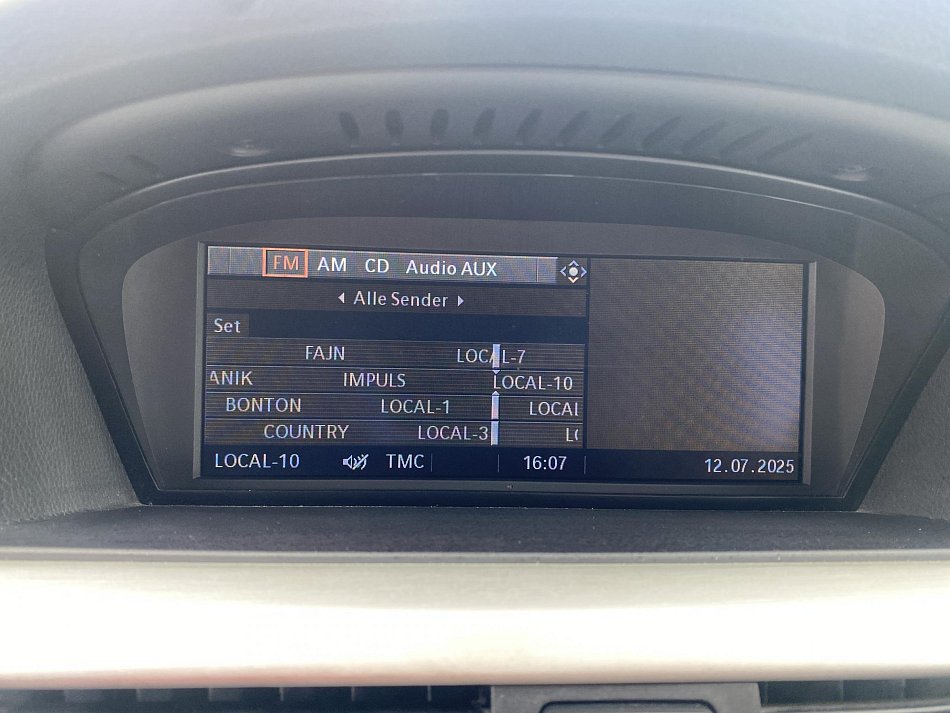 FM AM CD Audio AUX
Alle Sender
Set
FAJN LOCAL-7
ANIK IMPULS LOCAL-10
BONTON LOCAL-1 LOCAL
COUNTRY LOCAL-3
LOCAL-10 TMC 16:07 12.07.2025